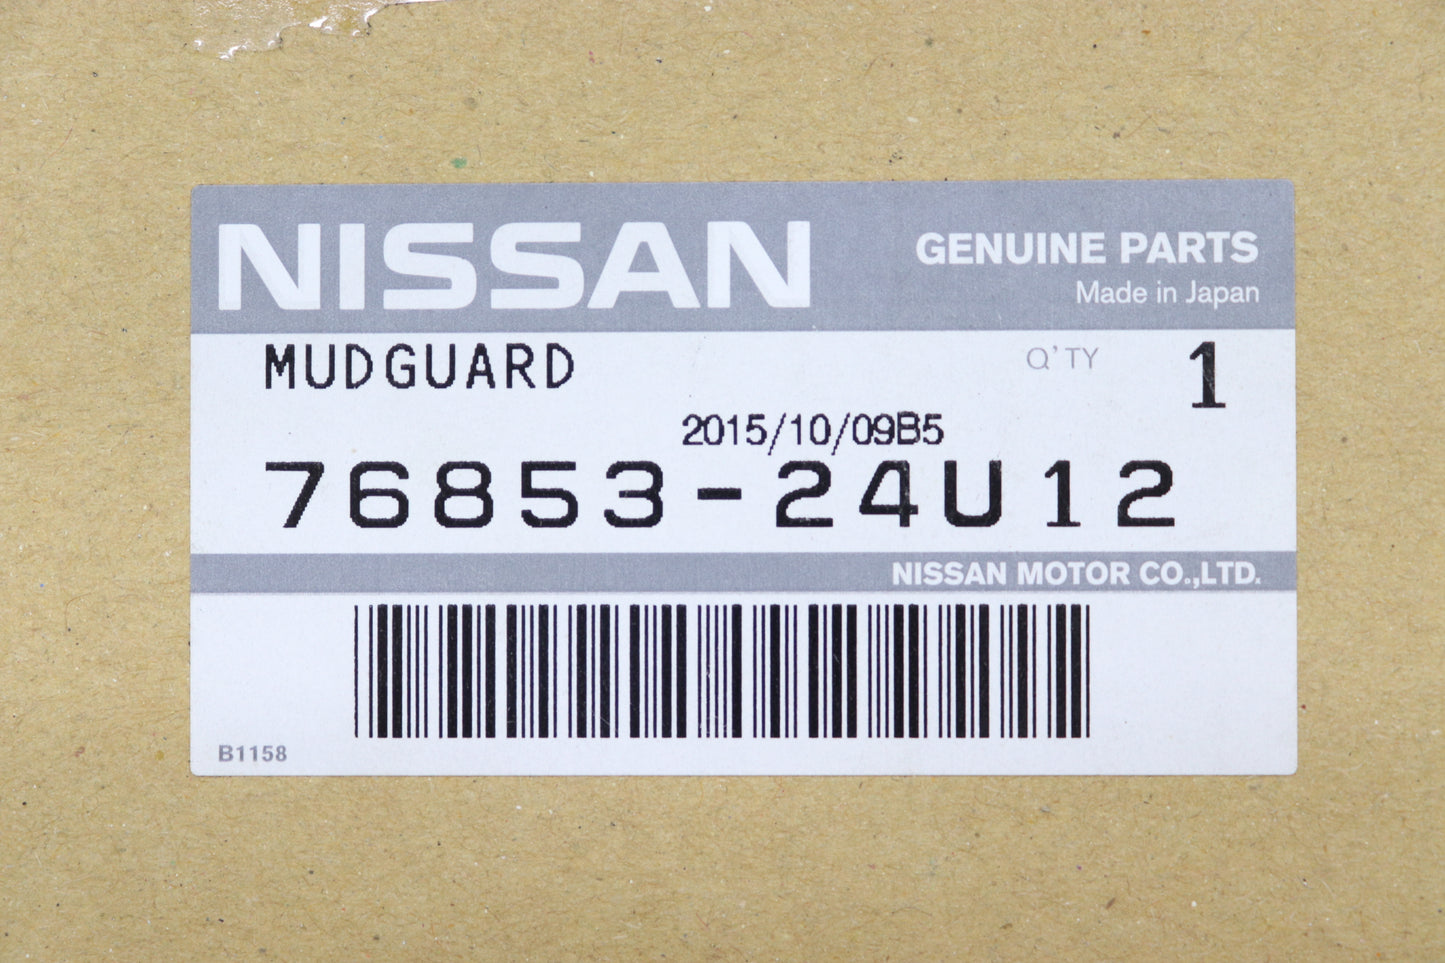 NISSAN
GENUINE PARTS
Made in Japan
MUDGUARD
Q'TY 1
2015/10/09B5
76853-24U12
NISSAN MOTOR CO.,LTD.
B1158